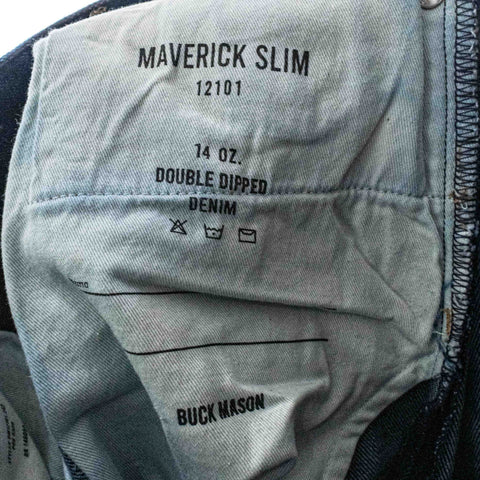 MAVERICK SLIM
12101
14 OZ.
DOUBLE DIPPED
DENIM
BUCK MASON